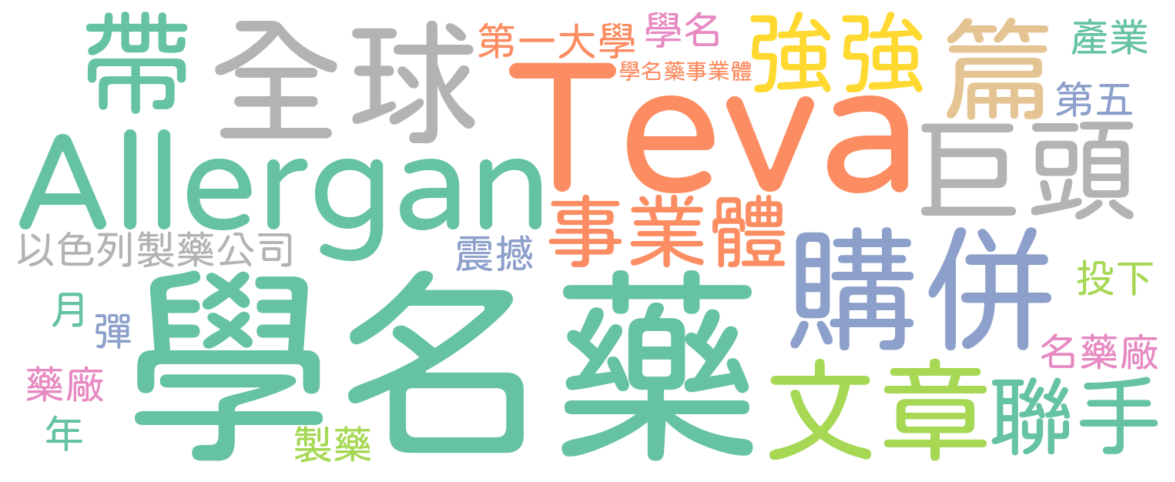 帶
全球
第一大學
學名
強強
篇
產業
學名藥事業體
Teva
第五
巨頭
Allergan
事業體
以色列製藥公司
震撼
購併
投下
月
彈
學名藥
名藥廠
藥廠
文章
聯手
年
製藥